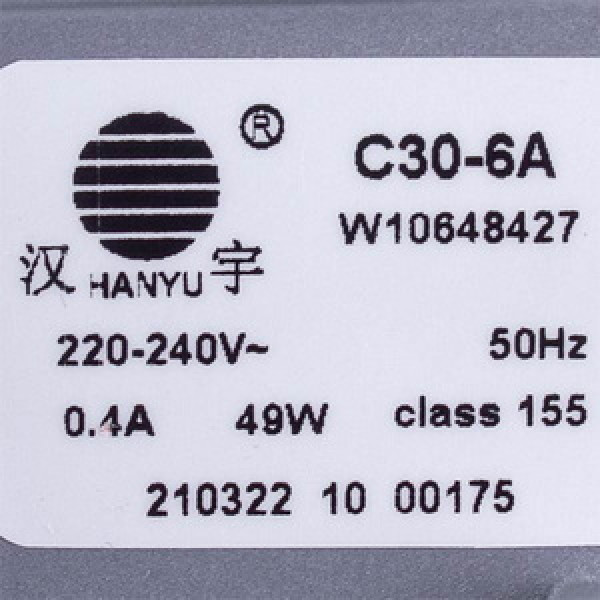 ®
C30-6A
W10648427
汉 HANYU 宇
220-240V~ 50Hz
0.4A 49W class 155
210322 10 00175